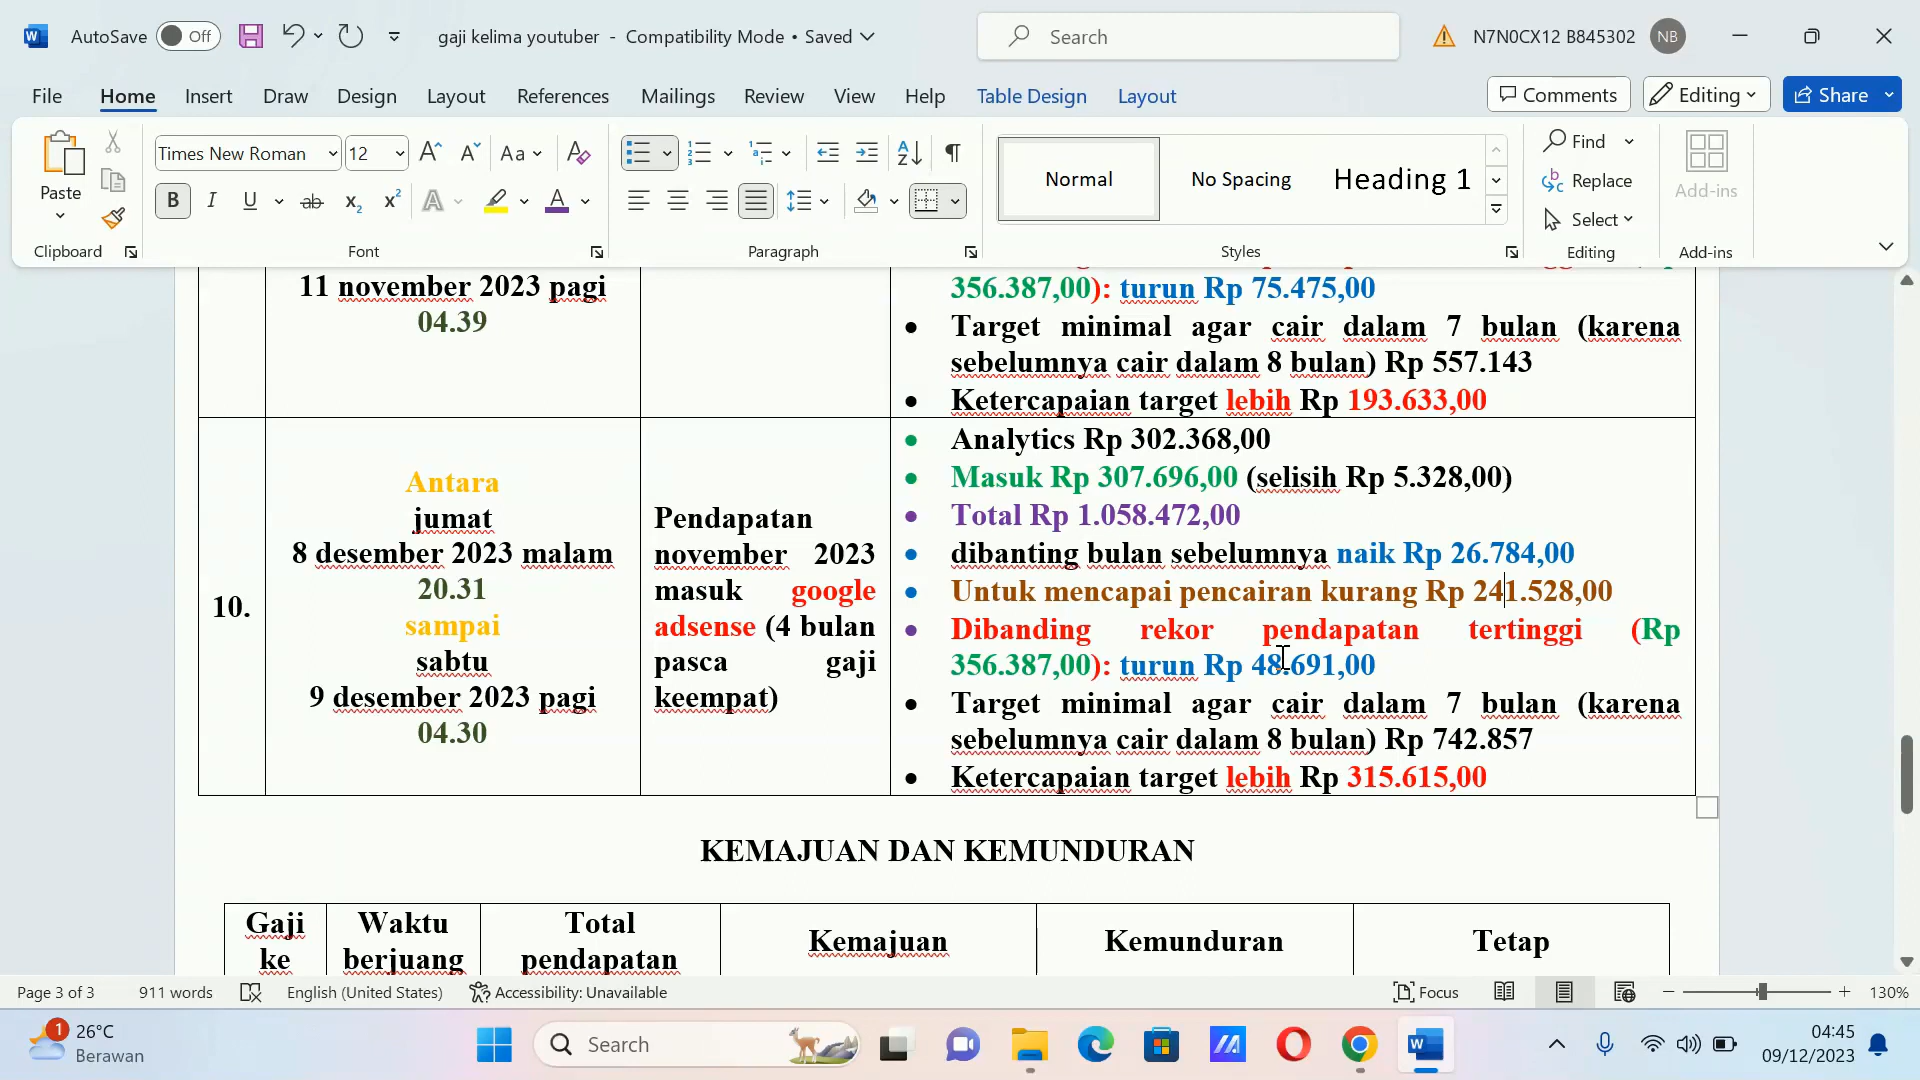 AutoSave Off gaji kelima youtuber - Compatibility Mode • Saved Search N7N0CX12 B845302 NB
File Home Insert Draw Design Layout References Mailings Review View Help Table Design Layout Comments Editing Share
Paste Times New Roman 12 Aa Normal No Spacing Heading 1 Find Replace Select Add-ins
Clipboard Font Paragraph Styles Editing Add-ins
11 november 2023 pagi
04.39
356.387,00): turun Rp 75.475,00
• Target minimal agar cair dalam 7 bulan (karena
sebelumnya cair dalam 8 bulan) Rp 557.143
• Ketercapaian target lebih Rp 193.633,00
10.
Antara
jumat
8 desember 2023 malam
20.31
sampai
sabtu
9 desember 2023 pagi
04.30
Pendapatan
november 2023
masuk google
adsense (4 bulan
pasca gaji
keempat)
• Analytics Rp 302.368,00
• Masuk Rp 307.696,00 (selisih Rp 5.328,00)
• Total Rp 1.058.472,00
• dibanting bulan sebelumnya naik Rp 26.784,00
• Untuk mencapai pencairan kurang Rp 241.528,00
• Dibanding rekor pendapatan tertinggi (Rp
356.387,00): turun Rp 48.691,00
• Target minimal agar cair dalam 7 bulan (karena
sebelumnya cair dalam 8 bulan) Rp 742.857
• Ketercapaian target lebih Rp 315.615,00
KEMAJUAN DAN KEMUNDURAN
Gaji
ke
Waktu
berjuang
Total
pendapatan
Kemajuan
Kemunduran
Tetap
Page 3 of 3 911 words English (United States) Accessibility: Unavailable Focus 130%
1 26°C
Berawan
Search
04:45
09/12/2023